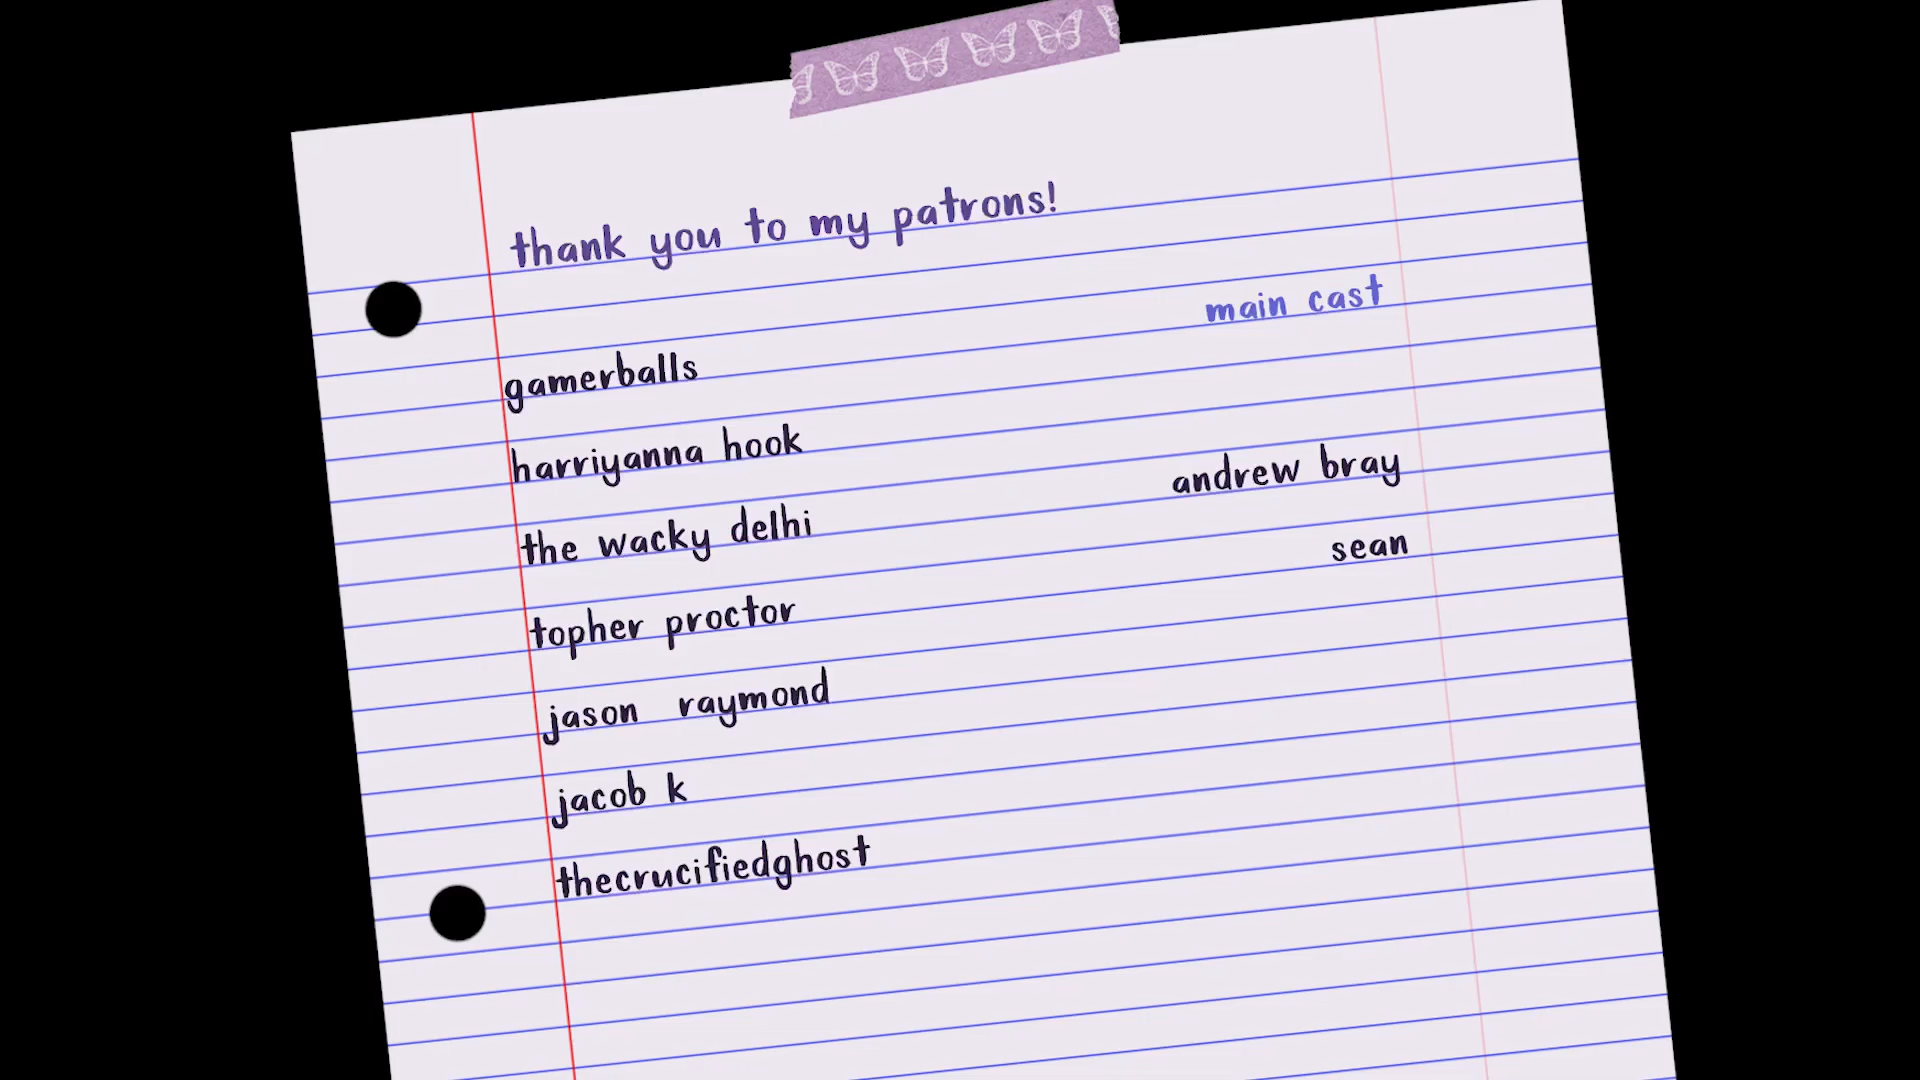 thank you to my patrons!
main cast
gamerballs
harriyanna hook
andrew bray
the wacky delhi
sean
topher proctor
jason raymond
jacob k
thecrucifiedghost